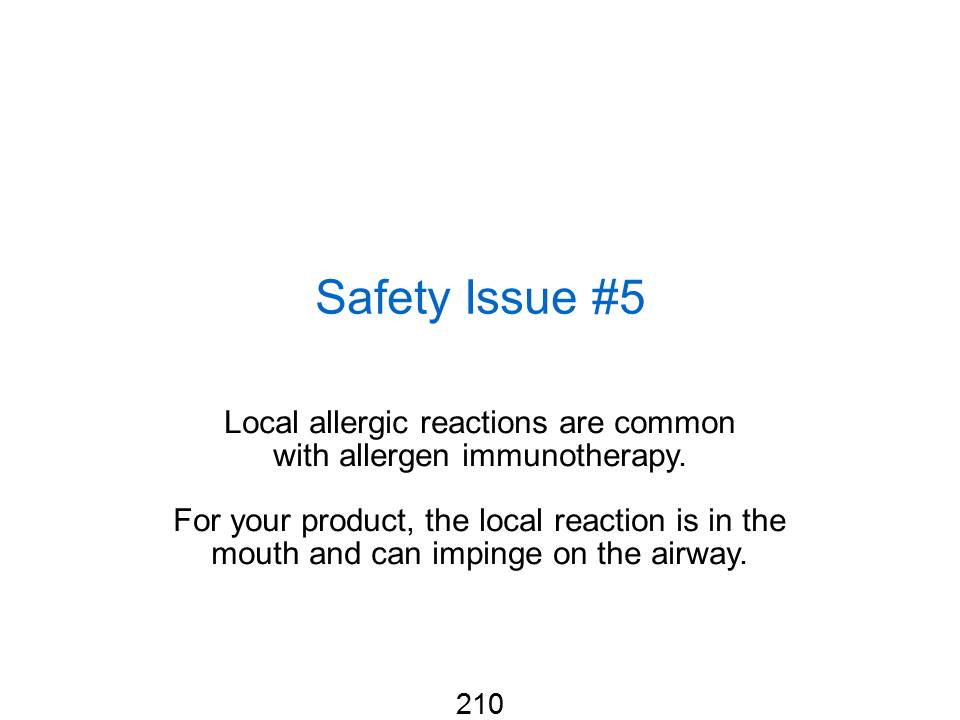 Safety Issue #5
Local allergic reactions are common
with allergen immunotherapy.
For your product, the local reaction is in the
mouth and can impinge on the airway.
210